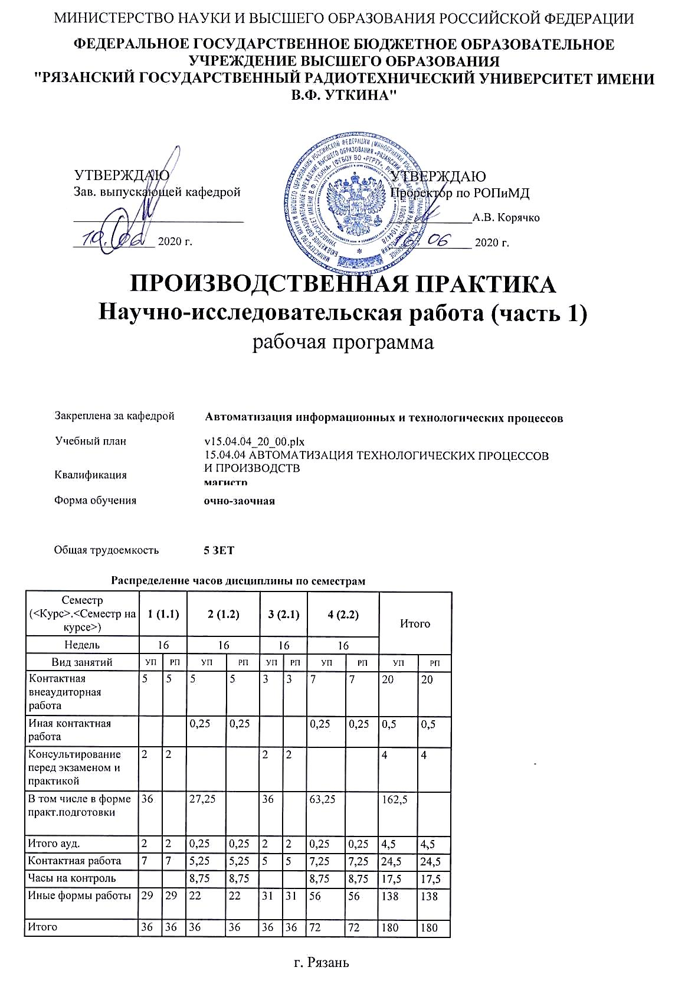 МИНИСТЕРСТВО НАУКИ И ВЫСШЕГО ОБРАЗОВАНИЯ РОССИЙСКОЙ ФЕДЕРАЦИИ
ФЕДЕРАЛЬНОЕ ГОСУДАРСТВЕННОЕ БЮДЖЕТНОЕ ОБРАЗОВАТЕЛЬНОЕ
УЧРЕЖДЕНИЕ ВЫСШЕГО ОБРАЗОВАНИЯ
"РЯЗАНСКИЙ ГОСУДАРСТВЕННЫЙ РАДИОТЕХНИЧЕСКИЙ УНИВЕРСИТЕТ ИМЕНИ
В.Ф. УТКИНА"
УТВЕРЖДАЮ
Зав. выпускающей кафедрой
2020 г.
УТВЕРЖДАЮ
Проректор по РОПиМД
А.В. Корячко
06 2020 г.
ПРОИЗВОДСТВЕННАЯ ПРАКТИКА
Научно-исследовательская работа (часть 1)
рабочая программа
Закреплена за кафедрой Автоматизация информационных и технологических процессов
Учебный план v15.04.04_20_00.plx
15.04.04 АВТОМАТИЗАЦИЯ ТЕХНОЛОГИЧЕСКИХ ПРОЦЕССОВ
И ПРОИЗВОДСТВ
Квалификация магистр
Форма обучения очно-заочная
Общая трудоемкость 5 ЗЕТ
Распределение часов дисциплины по семестрам
Семестр
(<Курс>.<Семестр на
курсе>) 1 (1.1) 2 (1.2) 3 (2.1) 4 (2.2) Итого
Недель 16 16 16 16
Вид занятий УП РП УП РП УП РП УП РП УП РП
Контактная 5 5 5 5 3 3 7 7 20 20
внеаудиторная
работа
Иная контактная 0,25 0,25 0,25 0,25 0,5 0,5
работа
Консультирование 2 2 2 2 4 4
перед экзаменом и
практикой
В том числе в форме 36 27,25 36 63,25 162,5
практ.подготовки
Итого ауд. 2 2 0,25 0,25 2 2 0,25 0,25 4,5 4,5
Контактная работа 7 7 5,25 5,25 5 5 7,25 7,25 24,5 24,5
Часы на контроль 8,75 8,75 8,75 8,75 17,5 17,5
Иные формы работы 29 29 22 22 31 31 56 56 138 138
Итого 36 36 36 36 36 36 72 72 180 180
г. Рязань